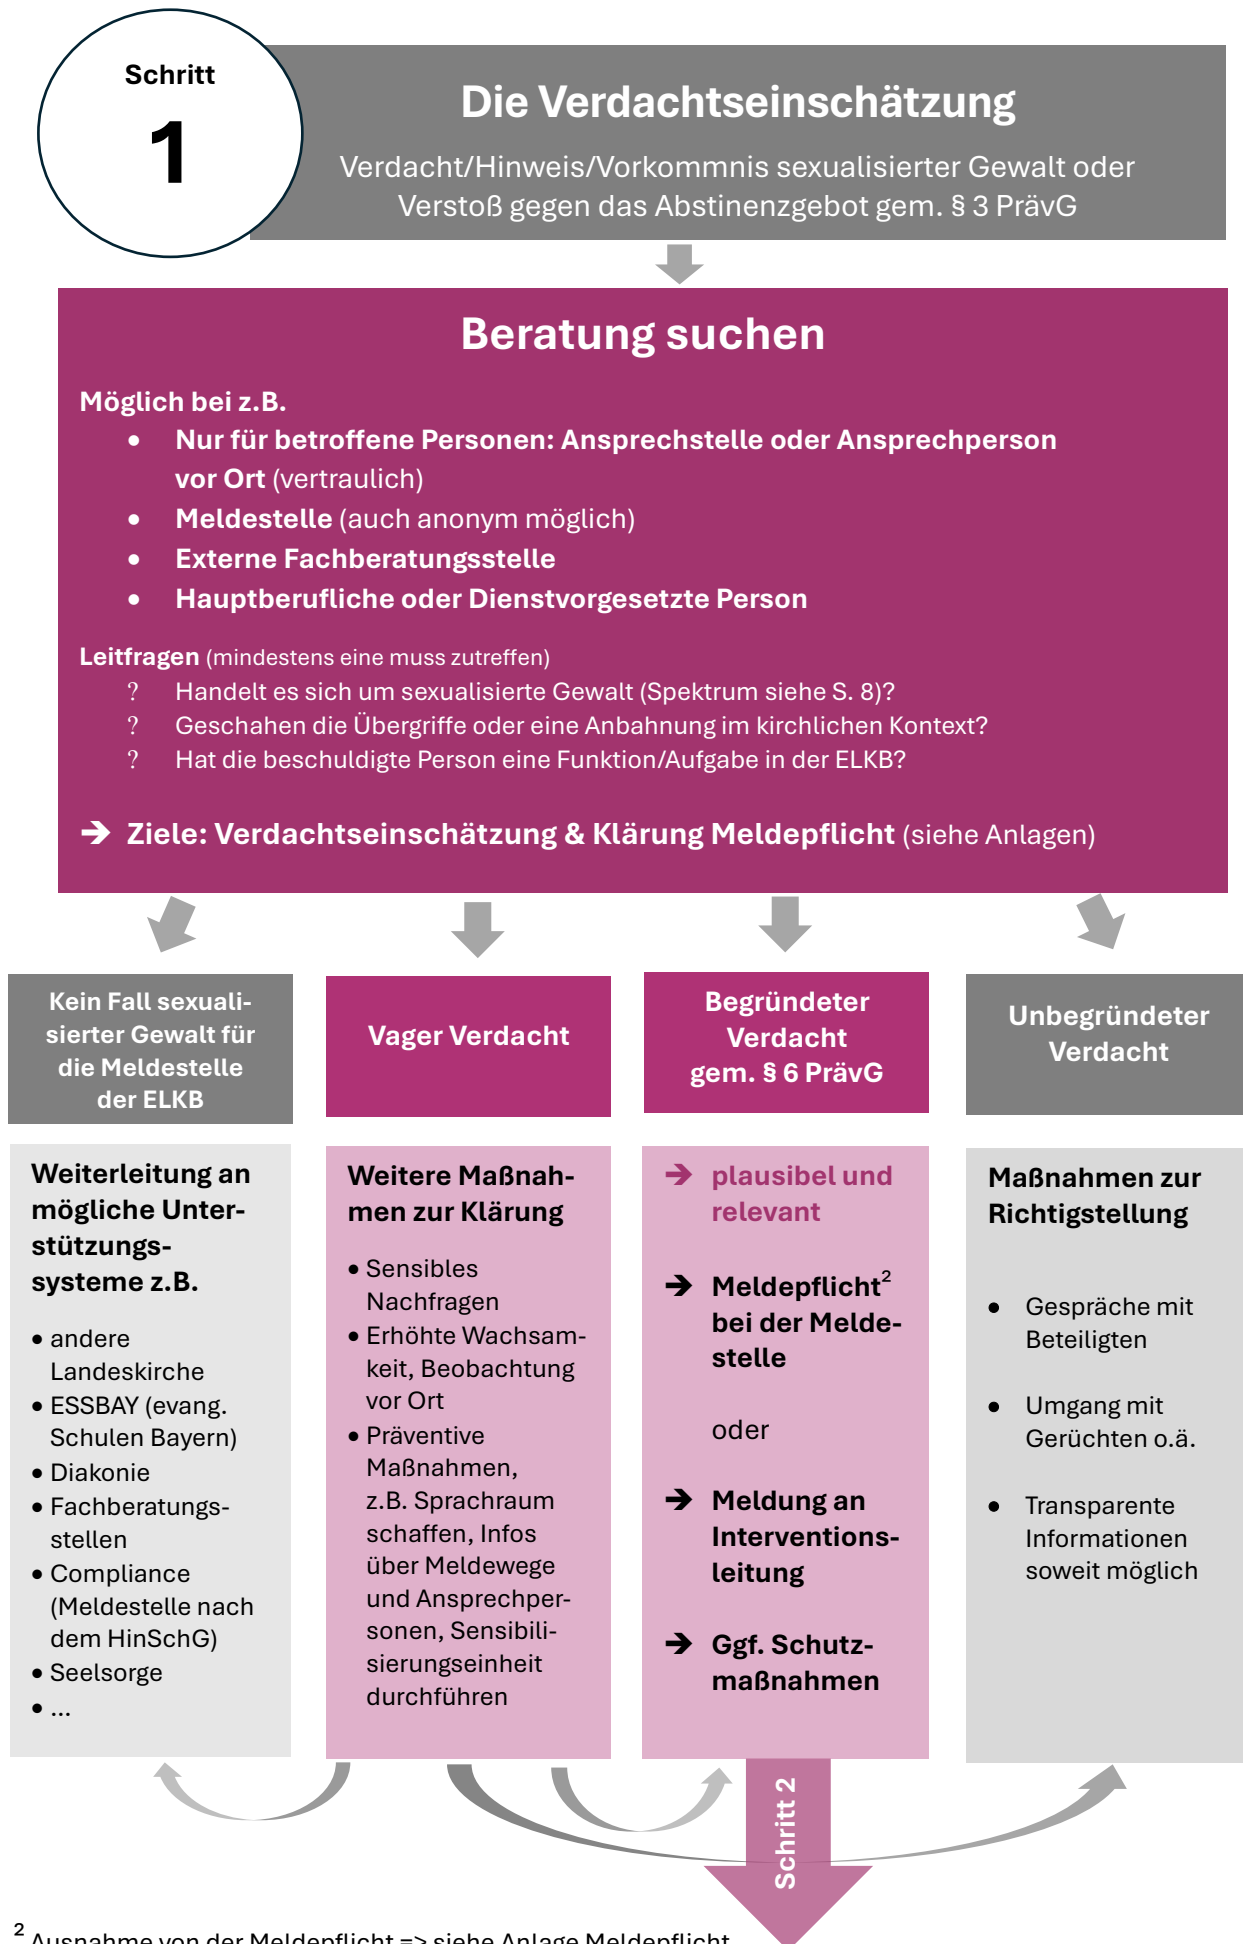 Schritt
1
Die Verdachtseinschätzung
Verdacht/Hinweis/Vorkommnis sexualisierter Gewalt oder
Verstoß gegen das Abstinenzgebot gem. § 3 PrävG
Beratung suchen
Möglich bei z.B.
• Nur für betroffene Personen: Ansprechstelle oder Ansprechperson
vor Ort (vertraulich)
• Meldestelle (auch anonym möglich)
• Externe Fachberatungsstelle
• Hauptberufliche oder Dienstvorgesetzte Person
Leitfragen (mindestens eine muss zutreffen)
? Handelt es sich um sexualisierte Gewalt (Spektrum siehe S. 8)?
? Geschahen die Übergriffe oder eine Anbahnung im kirchlichen Kontext?
? Hat die beschuldigte Person eine Funktion/Aufgabe in der ELKB?
➔ Ziele: Verdachtseinschätzung & Klärung Meldepflicht (siehe Anlagen)
Kein Fall sexuali-
sierter Gewalt für
die Meldestelle
der ELKB
Weiterleitung an
mögliche Unter-
stützungs-
systeme z.B.
• andere
Landeskirche
• ESSBAY (evang.
Schulen Bayern)
• Diakonie
• Fachberatungs-
stellen
• Compliance
(Meldestelle nach
dem HinSchG)
• Seelsorge
• ...
Vager Verdacht
Weitere Maßnah-
men zur Klärung
• Sensibles
Nachfragen
• Erhöhte Wachsam-
keit, Beobachtung
vor Ort
• Präventive
Maßnahmen,
z.B. Sprachraum
schaffen, Infos
über Meldewege
und Ansprechper-
sonen, Sensibili-
sierungseinheit
durchführen
Begründeter
Verdacht
gem. § 6 PrävG
➔ plausibel und
relevant
➔ Meldepflicht²
bei der Melde-
stelle
oder
➔ Meldung an
Interventions-
leitung
➔ Ggf. Schutz-
maßnahmen
Unbegründeter
Verdacht
Maßnahmen zur
Richtigstellung
• Gespräche mit
Beteiligten
• Umgang mit
Gerüchten o.ä.
• Transparente
Informationen
soweit möglich
Schritt 2
² Ausnahme von der Meldepflicht => siehe Anlage Meldepflicht